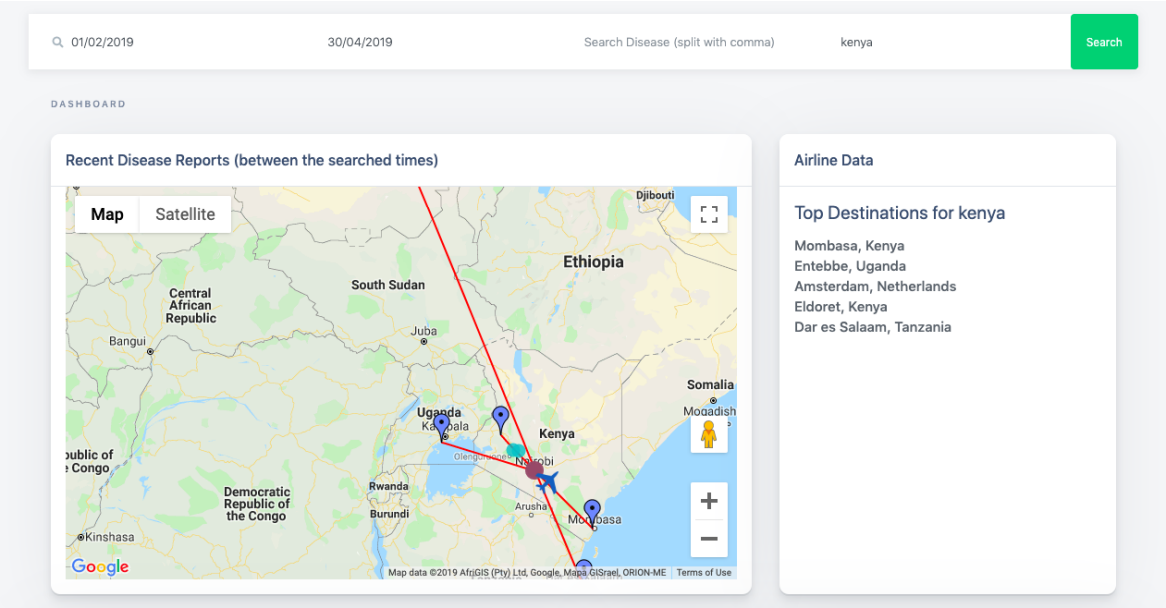 01/02/2019
30/04/2019
Search Disease (split with comma)
kenya
Search
DASHBOARD
Recent Disease Reports (between the searched times)
Airline Data
Map
Satellite
Djibouti
Top Destinations for kenya
Mombasa, Kenya
Entebbe, Uganda
Amsterdam, Netherlands
Eldoret, Kenya
Dar es Salaam, Tanzania
Ethiopia
South Sudan
Central
African
Republic
Juba
Bangui
Somalia
Mogadish
Uganda
Kenya
public of
e Congo
Nairobi
Rwanda
Democratic
Republic of
the Congo
Burundi
Arusha
Mombasa
Kinshasa
Google
Map data ©2019 AfriGIS (Pty) Ltd, Google, Mapa GISrael, ORION-ME
Terms of Use